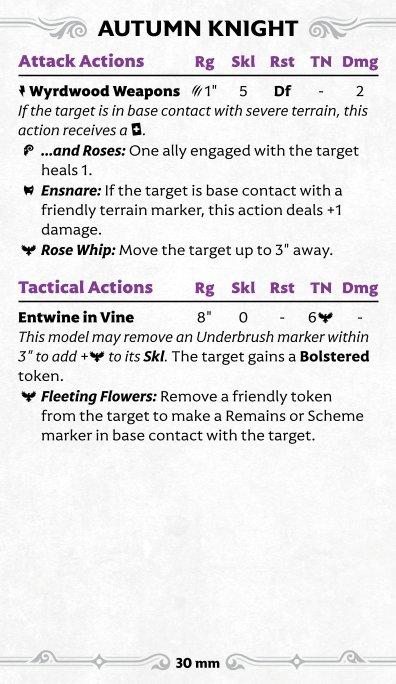 AUTUMN KNIGHT
Attack Actions Rg Skl Rst TN Dmg
Wyrdwood Weapons 1" 5 Df - 2
If the target is in base contact with severe terrain, this
action receives a .
...and Roses: One ally engaged with the target
heals 1.
Ensnare: If the target is base contact with a
friendly terrain marker, this action deals +1
damage.
Rose Whip: Move the target up to 3" away.
Tactical Actions Rg Skl Rst TN Dmg
Entwine in Vine 8" 0 - 6 -
This model may remove an Underbrush marker within
3" to add + to its Skl. The target gains a Bolstered
token.
Fleeting Flowers: Remove a friendly token
from the target to make a Remains or Scheme
marker in base contact with the target.
30 mm